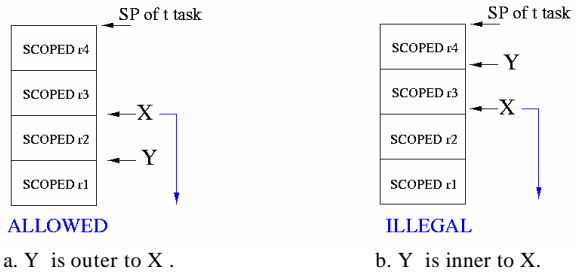 SP of t task
SCOPED r4
SCOPED r3
X
SCOPED r2
Y
SCOPED r1
ALLOWED
a. Y is outer to X .
SP of t task
SCOPED r4
Y
SCOPED r3
X
SCOPED r2
SCOPED r1
ILLEGAL
b. Y is inner to X.